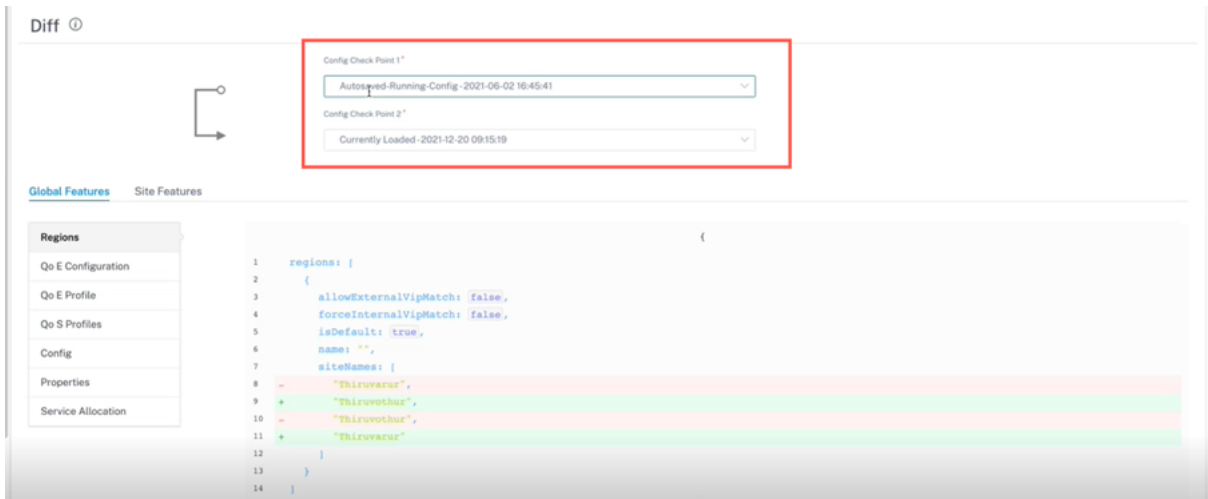 Diff
Config Check Point 1*
Autosaved-Running-Config-2021-06-02 16:45:41
Config Check Point 2*
Currently Loaded-2021-12-20 09:15:19
Global Features Site Features
Regions
Qo E Configuration
Qo E Profile
Qo S Profiles
Config
Properties
Service Allocation
{
1 regions: [
2 {
3 allowExternalVipMatch: false,
4 forceInternalVipMatch: false,
5 isDefault: true,
6 name: "",
7 siteNames: [
8 - "Thiruvarur",
9 + "Thiruvothur",
10 - "Thiruvothur",
11 + "Thiruvarur"
12 ]
13 }
14 ]